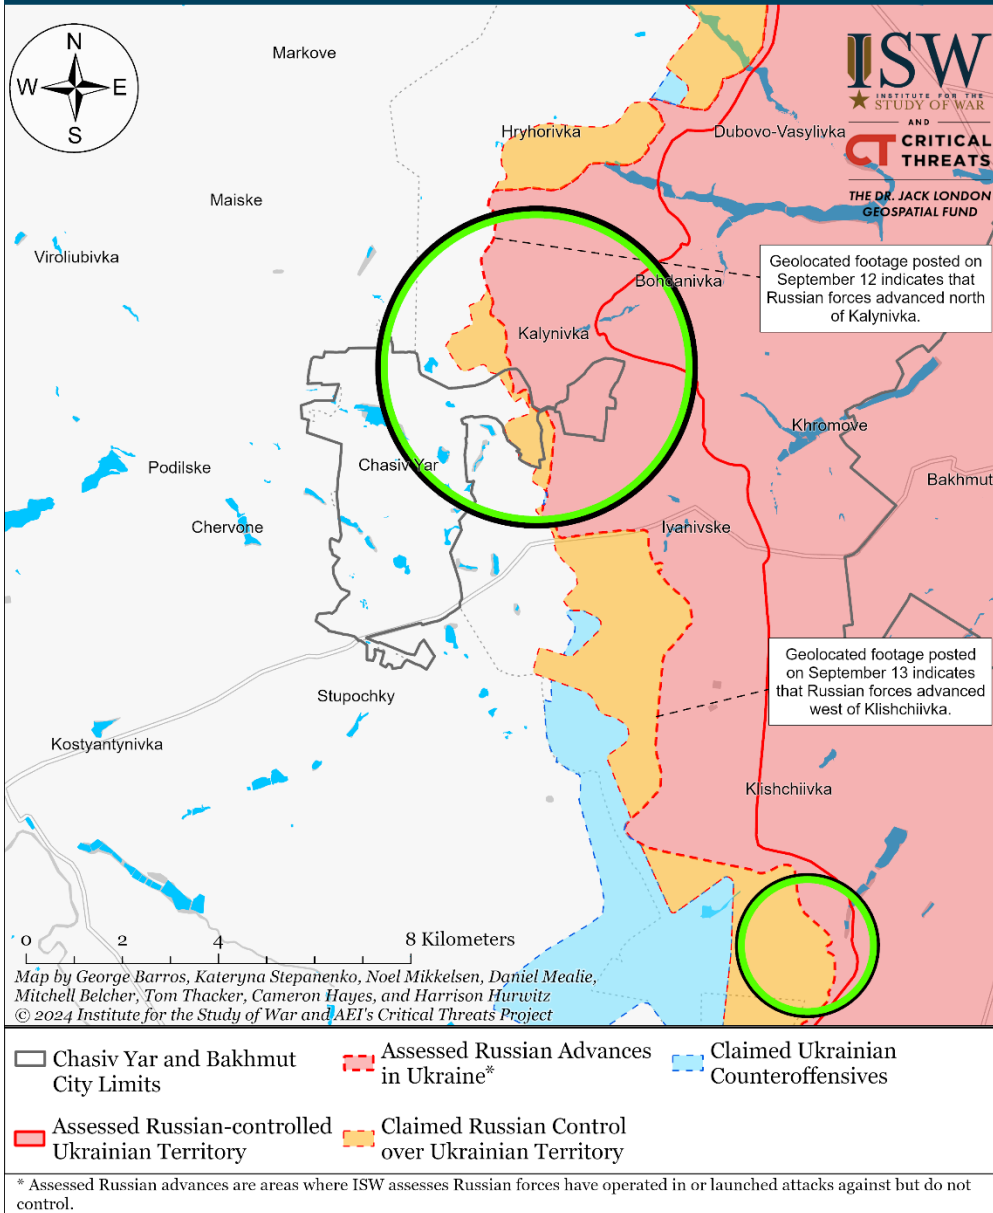 N
W
E
S
Markove
ISW
INSTITUTE FOR THE
STUDY OF WAR
AND
CT CRITICAL
THREATS
THE DR. JACK LONDON
GEOSPATIAL FUND
Hryhorivka
Dubovo-Vasylivka
Maiske
Viroliubivka
Geolocated footage posted on
September 12 indicates that
Russian forces advanced north
of Kalynivka.
Bohdanivka
Kalynivka
Khromove
Podilske
Chasiv Yar
Bakhmut
Chervone
Ivanivske
Geolocated footage posted
on September 13 indicates
that Russian forces advanced
west of Klishchiivka.
Stupochky
Kostyantynivka
Klishchiivka
0 2 4 8 Kilometers
Map by George Barros, Kateryna Stepanenko, Noel Mikkelsen, Daniel Mealie,
Mitchell Belcher, Tom Thacker, Cameron Hayes, and Harrison Hurwitz
© 2024 Institute for the Study of War and AEI's Critical Threats Project
Chasiv Yar and Bakhmut
City Limits
Assessed Russian Advances
in Ukraine*
Claimed Ukrainian
Counteroffensives
Assessed Russian-controlled
Ukrainian Territory
Claimed Russian Control
over Ukrainian Territory
* Assessed Russian advances are areas where ISW assesses Russian forces have operated in or launched attacks against but do not
control.